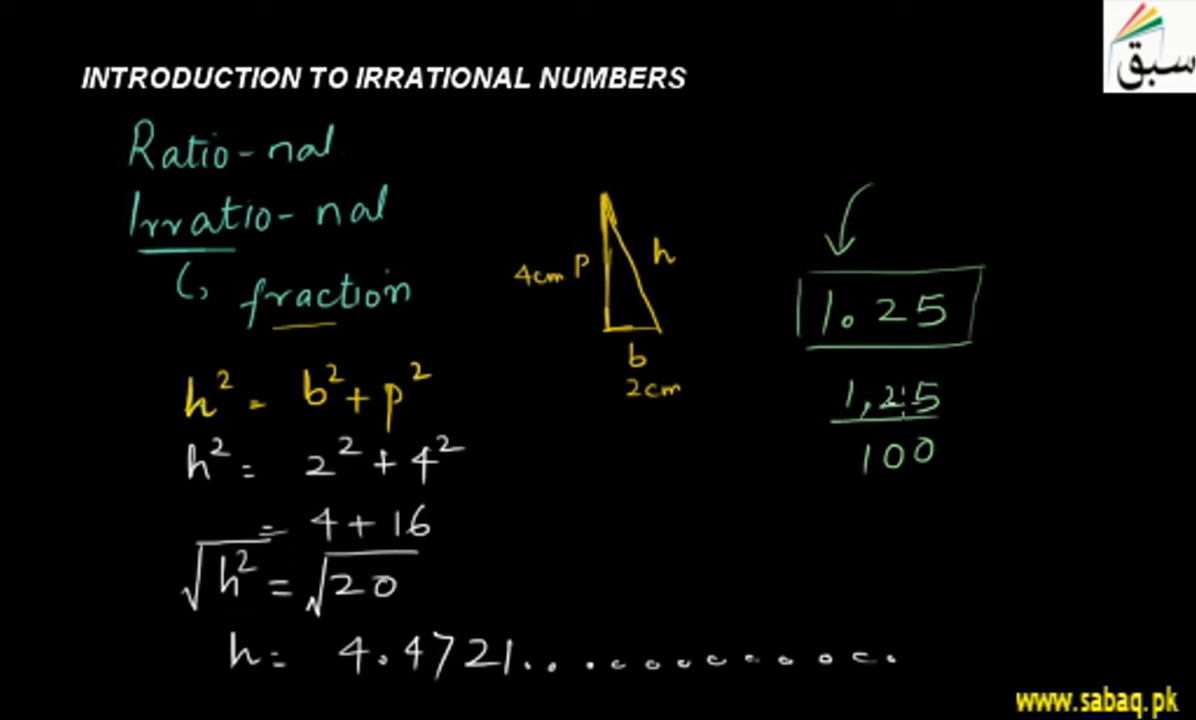 سبق
INTRODUCTION TO IRRATIONAL NUMBERS
Ratio-nal
Irratio-nal
fraction
4cm p h
b
2cm
1.25
1,25
100
h² = b² + p²
h² = 2² + 4²
= 4 + 16
√h² = √20
h = 4.4721..............
www.sabaq.pk